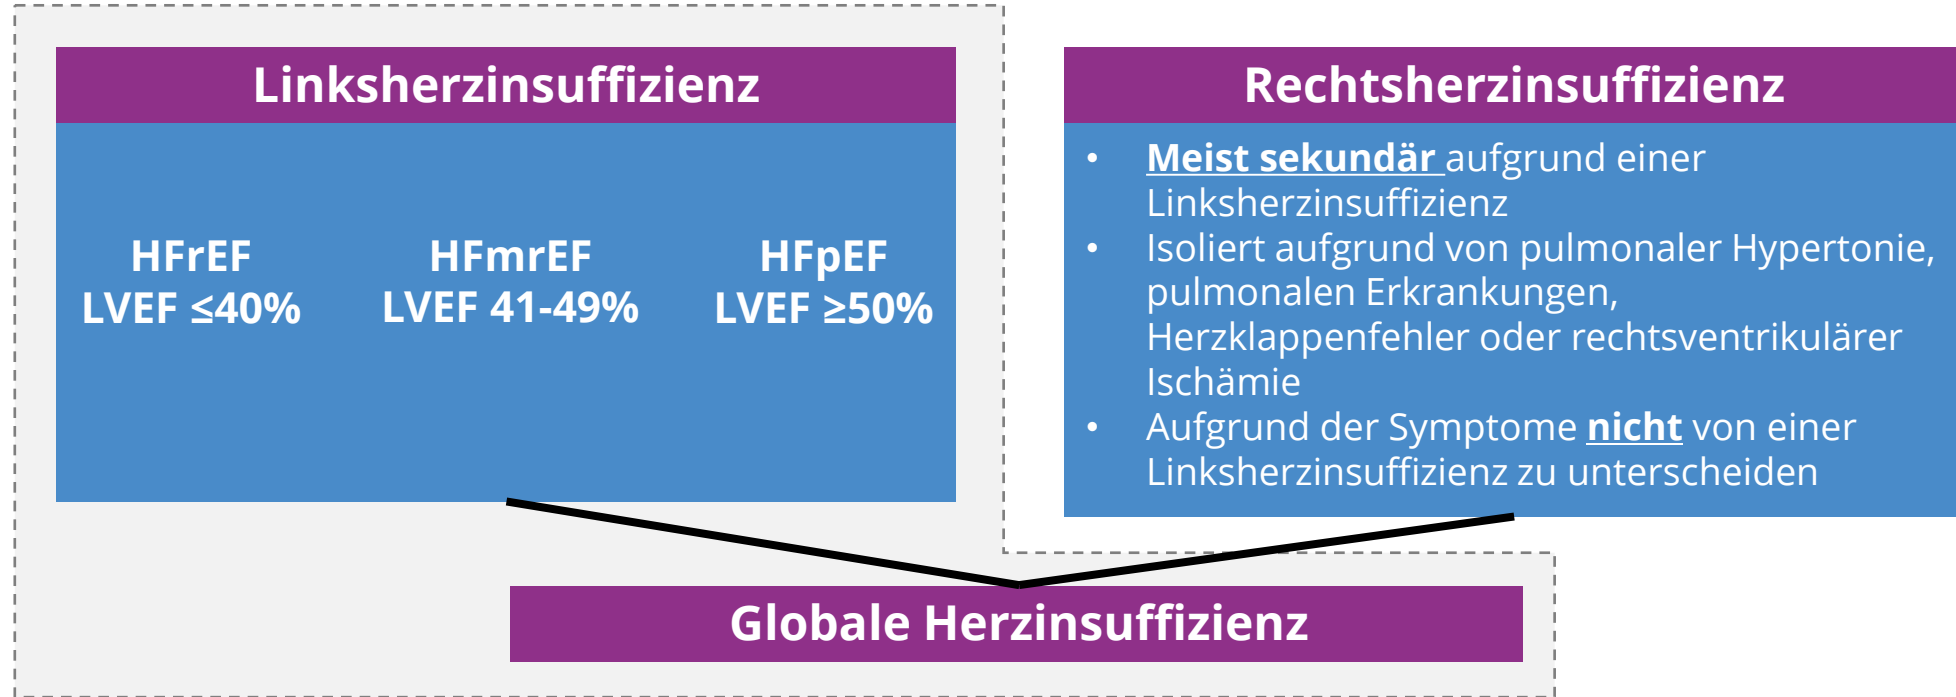 Linksherzinsuffizienz
HFrEF
LVEF ≤40%
HFmrEF
LVEF 41-49%
HFpEF
LVEF ≥50%
Rechtsherzinsuffizienz
• Meist sekundär aufgrund einer
Linksherzinsuffizienz
• Isoliert aufgrund von pulmonaler Hypertonie,
pulmonalen Erkrankungen,
Herzklappenfehler oder rechtsventrikulärer
Ischämie
• Aufgrund der Symptome nicht von einer
Linksherzinsuffizienz zu unterscheiden
Globale Herzinsuffizienz